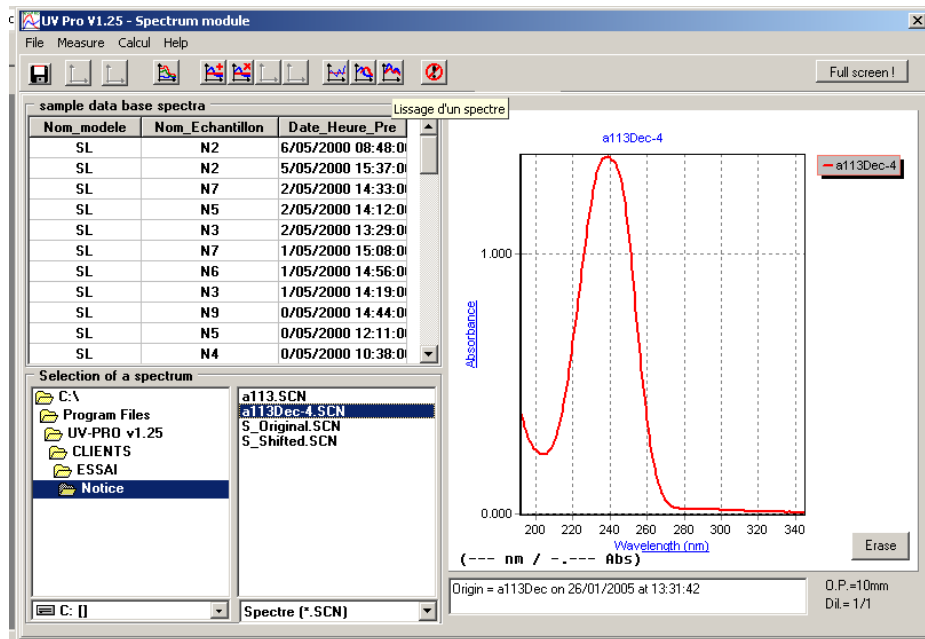 UV Pro V1.25 - Spectrum module
File Measure Calcul Help
Full screen !
Lissage d'un spectre
sample data base spectra
Nom_modele Nom_Echantillon Date_Heure_Pre
SL N2 6/05/2000 08:48:0
SL N2 5/05/2000 15:37:0
SL N7 2/05/2000 14:33:0
SL N5 2/05/2000 14:12:0
SL N3 2/05/2000 13:29:0
SL N7 1/05/2000 15:08:0
SL N6 1/05/2000 14:56:0
SL N3 1/05/2000 14:19:0
SL N9 0/05/2000 14:44:0
SL N5 0/05/2000 12:11:0
SL N4 0/05/2000 10:38:0
Selection of a spectrum
C:\
Program Files
UV-PRO v1.25
CLIENTS
ESSAI
Notice
C: []
a113.SCN
a113Dec-4.SCN
S_Original.SCN
S_Shifted.SCN
Spectre (*.SCN)
a113Dec-4
a113Dec-4
1.000
Absorbance
0.000
200 220 240 260 280 300 320 340
Wavelength (nm)
(--- nm / -.--- Abs)
Erase
Origin = a113Dec on 26/01/2005 at 13:31:42
O.P.=10mm
Dil.= 1/1